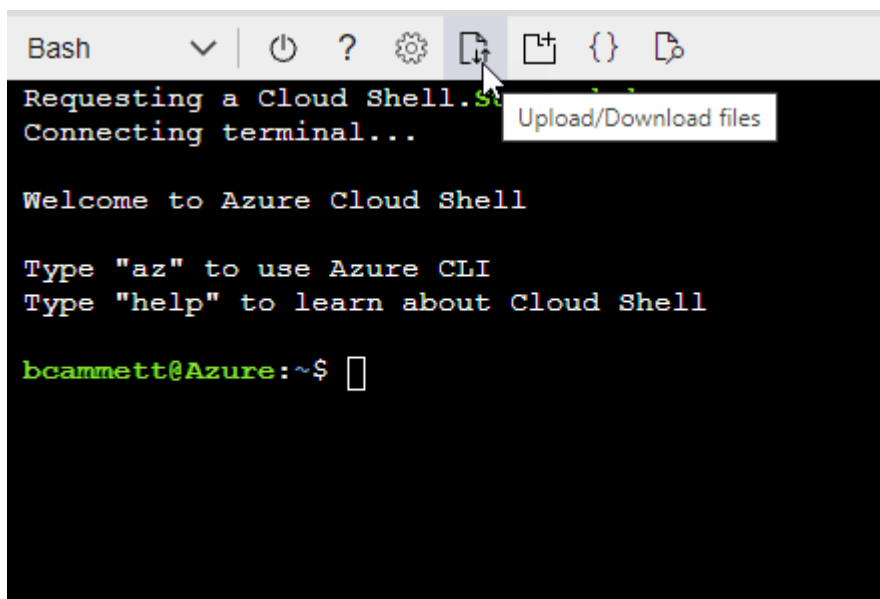 Bash
Requesting a Cloud Shell.
Upload/Download files
Connecting terminal...
Welcome to Azure Cloud Shell
Type "az" to use Azure CLI
Type "help" to learn about Cloud Shell
bcammett@Azure:~$